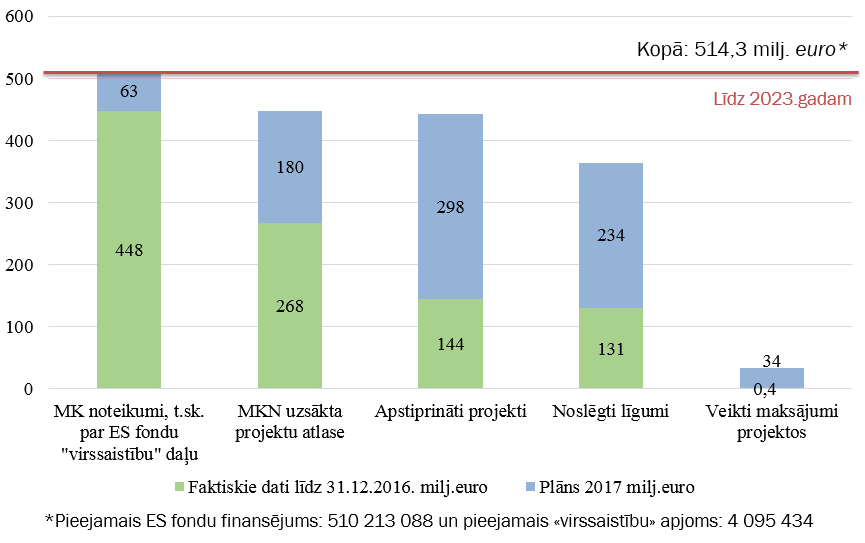 600
Kopā: 514,3 milj. euro*
500
63
Līdz 2023.gadam
400
180
300
298
234
448
200
268
100
144
131
34
0
0,4
MK noteikumi, t.sk.
par ES fondu
"virssaistību" daļu
MKN uzsākta
projektu atlase
Apstiprināti projekti
Noslēgti līgumi
Veikti maksājumi
projektos
Faktiskie dati līdz 31.12.2016. milj.euro
Plāns 2017 milj.euro
*Pieejamais ES fondu finansējums: 510 213 088 un pieejamais «virssaistību» apjoms: 4 095 434